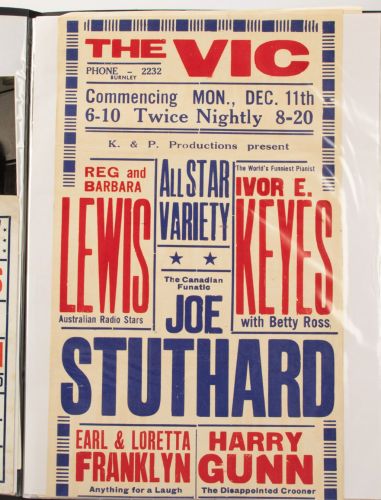 THE VIC
PHONE - 2232
BURNLEY
Commencing MON., DEC. 11th
6-10 Twice Nightly 8-20
K. & P. Productions present
REG and
BARBARA
LEWIS
Australian Radio Stars
ALL STAR
VARIETY
The World's Funniest Pianist
IVOR E.
KEYES
with Betty Ross
The Canadian
Funatic
JOE
STUTHARD
EARL & LORETTA
FRANKLYN
Anything for a Laugh
HARRY
GUNN
The Disappointed Crooner